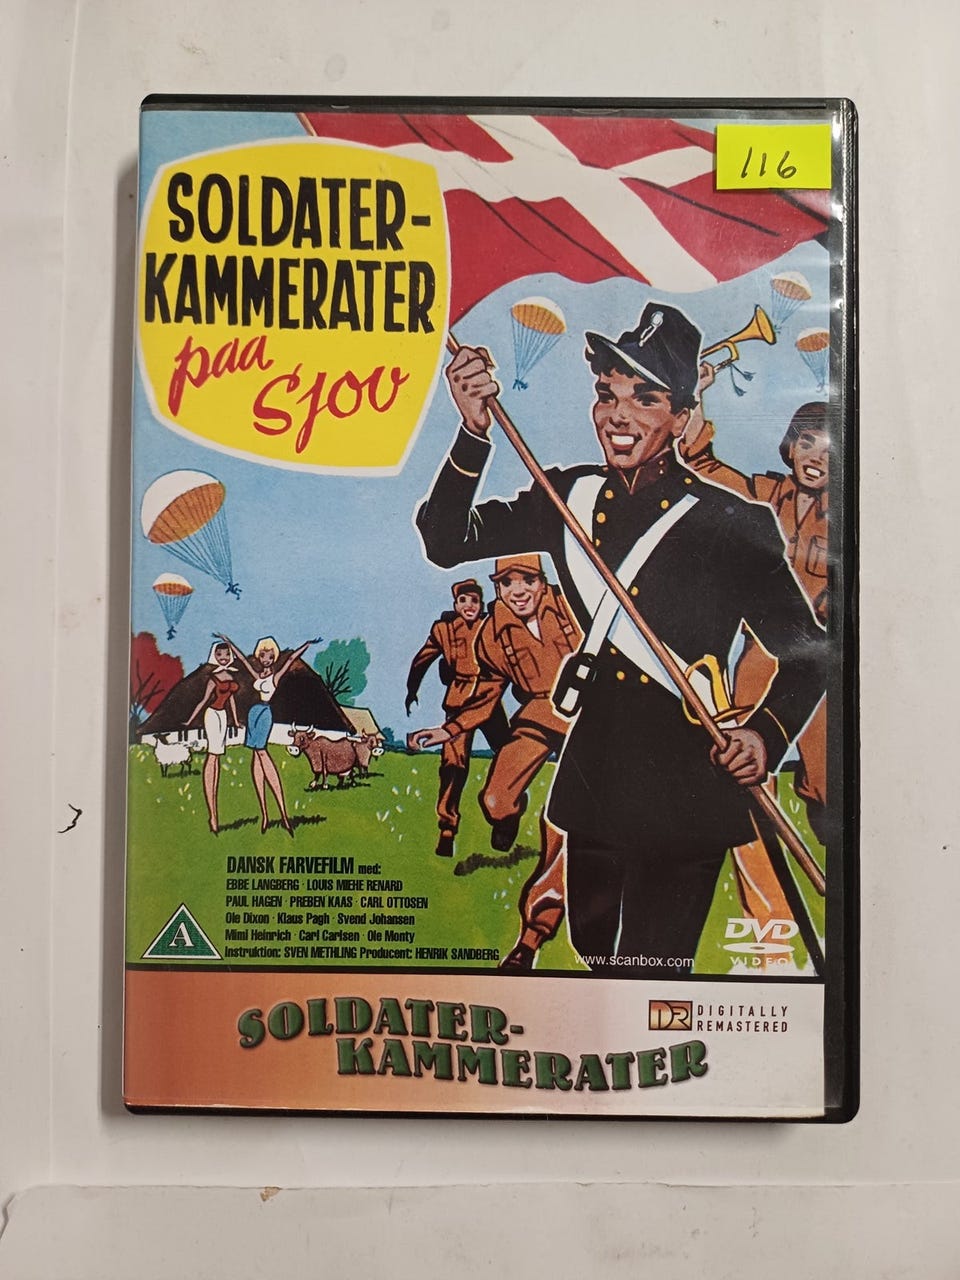 116
SOLDATER-
KAMMERATER
paa
Sjov
DANSK FARVEFILM med:
EBBE LANGBERG · LOUIS MIEHE RENARD
PAUL HAGEN · PREBEN KAAS · CARL OTTOSEN
Ole Dixon · Klaus Pagh · Svend Johansen
Mimi Heinrich · Carl Carlsen · Ole Monty
Instruktion: SVEN METHLING Producent: HENRIK SANDBERG
A
www.scanbox.com
DVD
VIDEO
SOLDATER-
KAMMERATER
DR DIGITALLY
REMASTERED